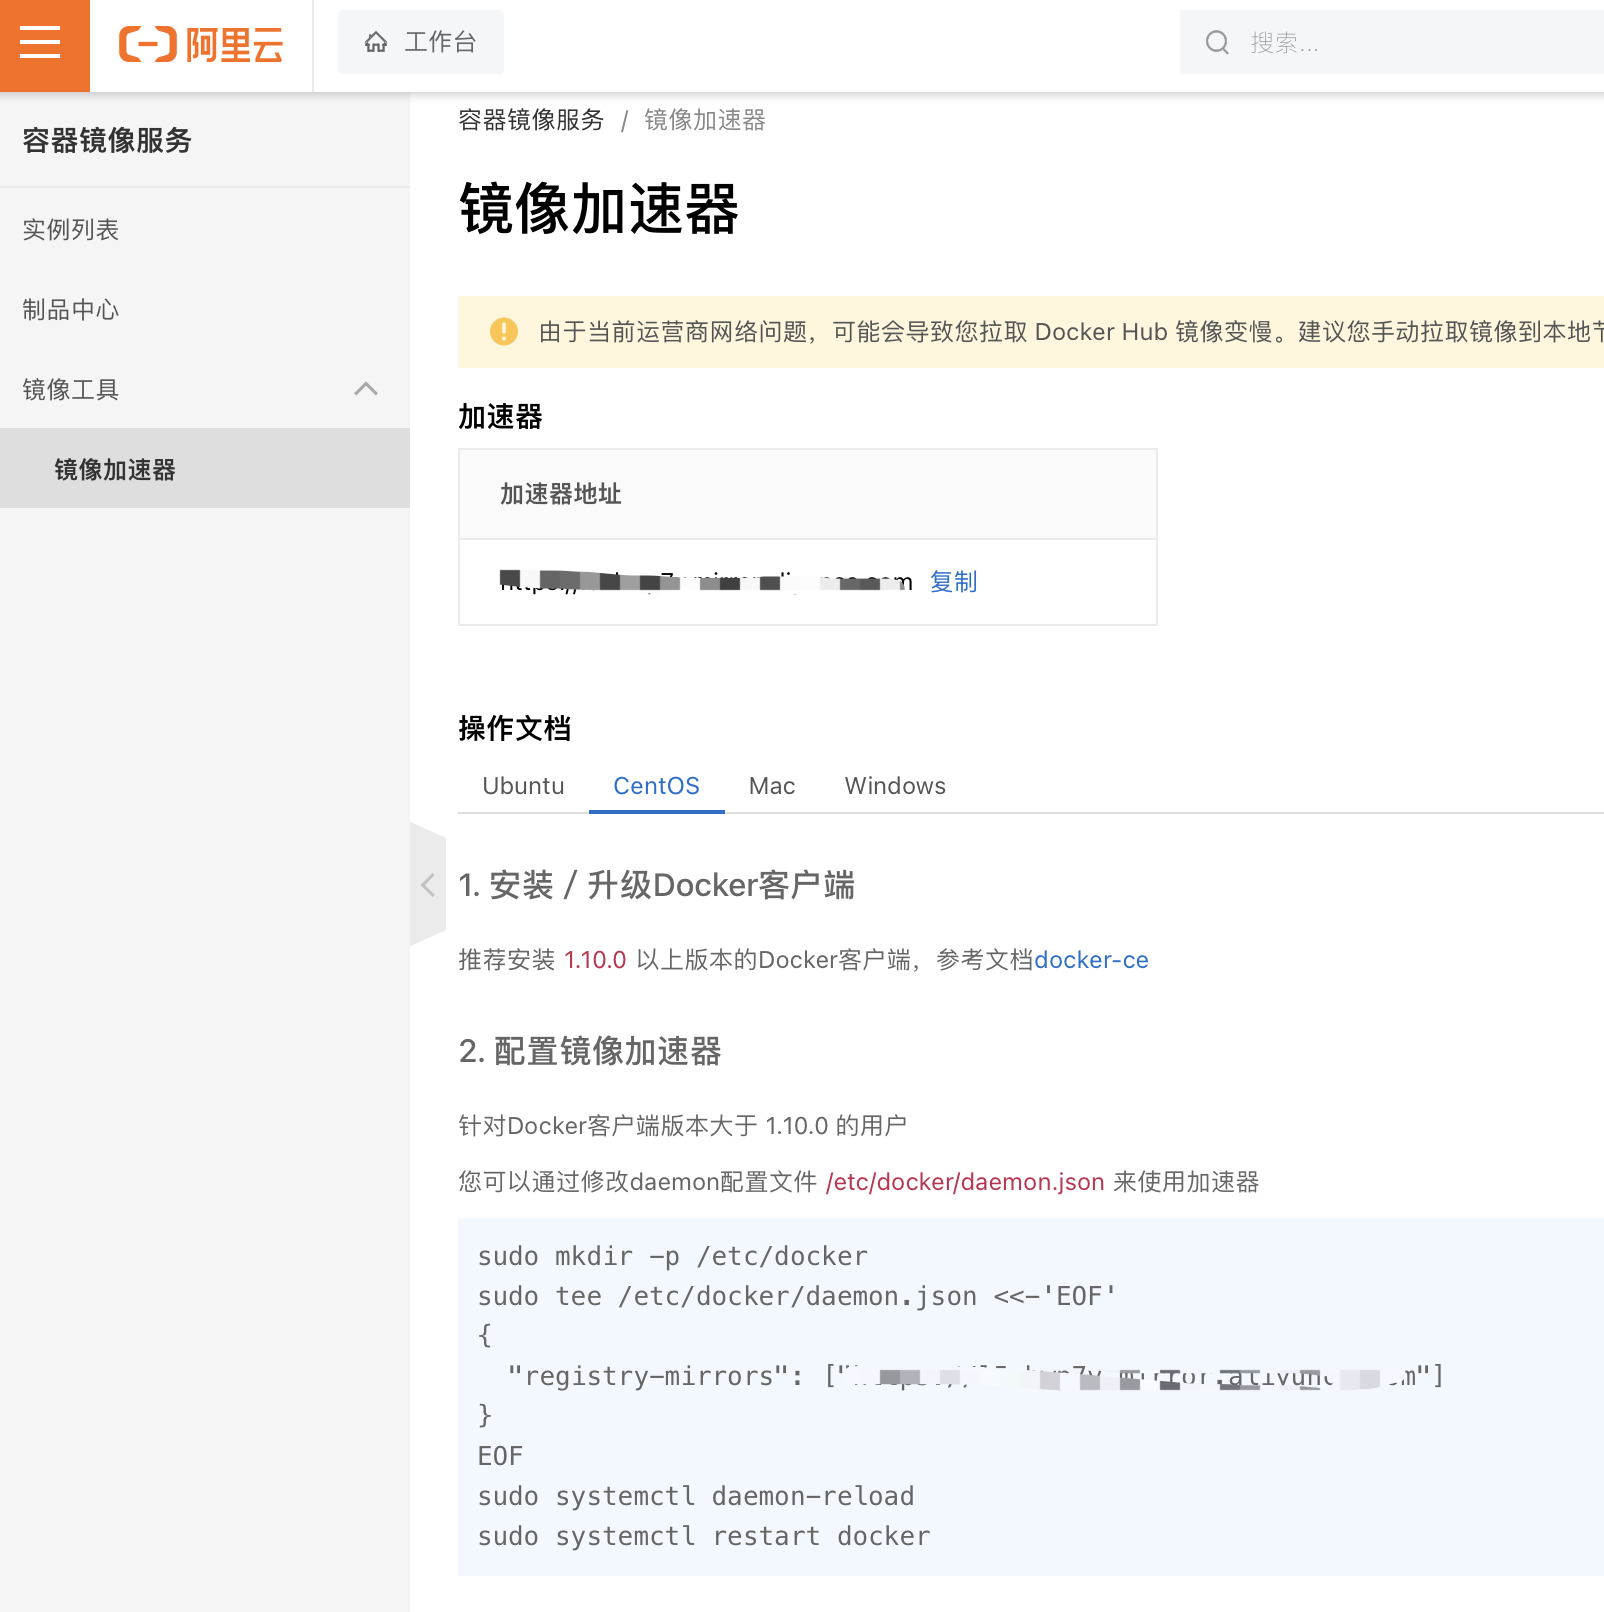 阿里云
工作台
搜索...
容器镜像服务
实例列表
制品中心
镜像工具
镜像加速器
容器镜像服务 / 镜像加速器
镜像加速器
由于当前运营商网络问题，可能会导致您拉取 Docker Hub 镜像变慢。建议您手动拉取镜像到本地
加速器
加速器地址
复制
操作文档
Ubuntu CentOS Mac Windows
1. 安装 / 升级Docker客户端
推荐安装 1.10.0 以上版本的Docker客户端，参考文档docker-ce
2. 配置镜像加速器
针对Docker客户端版本大于 1.10.0 的用户
您可以通过修改daemon配置文件 /etc/docker/daemon.json 来使用加速器
sudo mkdir -p /etc/docker
sudo tee /etc/docker/daemon.json <<-'EOF'
{
"registry-mirrors": ["
"]
}
EOF
sudo systemctl daemon-reload
sudo systemctl restart docker